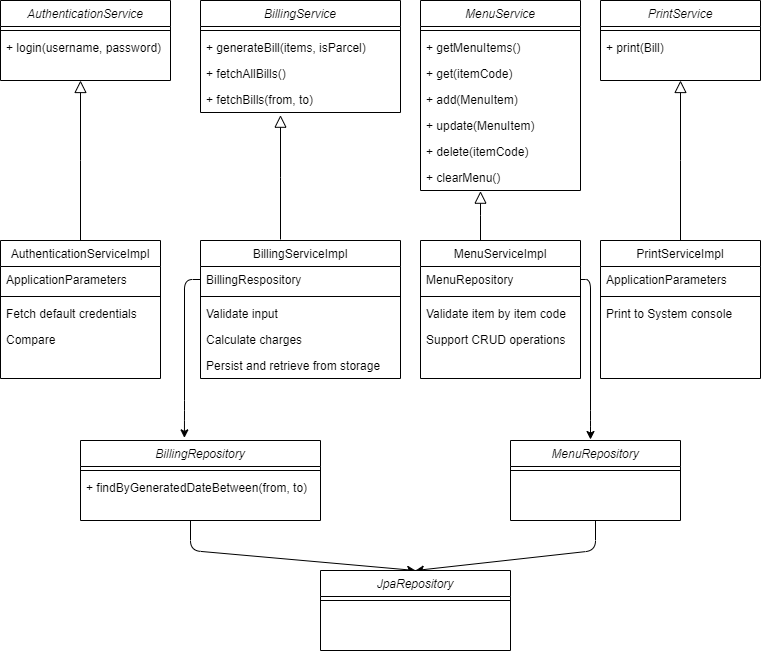 AuthenticationService
+ login(username, password)
BillingService
+ generateBill(items, isParcel)
+ fetchAllBills()
+ fetchBills(from, to)
MenuService
+ getMenuItems()
+ get(itemCode)
+ add(MenuItem)
+ update(MenuItem)
+ delete(itemCode)
+ clearMenu()
PrintService
+ print(Bill)
AuthenticationServiceImpl
ApplicationParameters
Fetch default credentials
Compare
BillingServiceImpl
BillingRespository
Validate input
Calculate charges
Persist and retrieve from storage
MenuServiceImpl
MenuRepository
Validate item by item code
Support CRUD operations
PrintServiceImpl
ApplicationParameters
Print to System console
BillingRepository
+ findByGeneratedDateBetween(from, to)
MenuRepository
JpaRepository